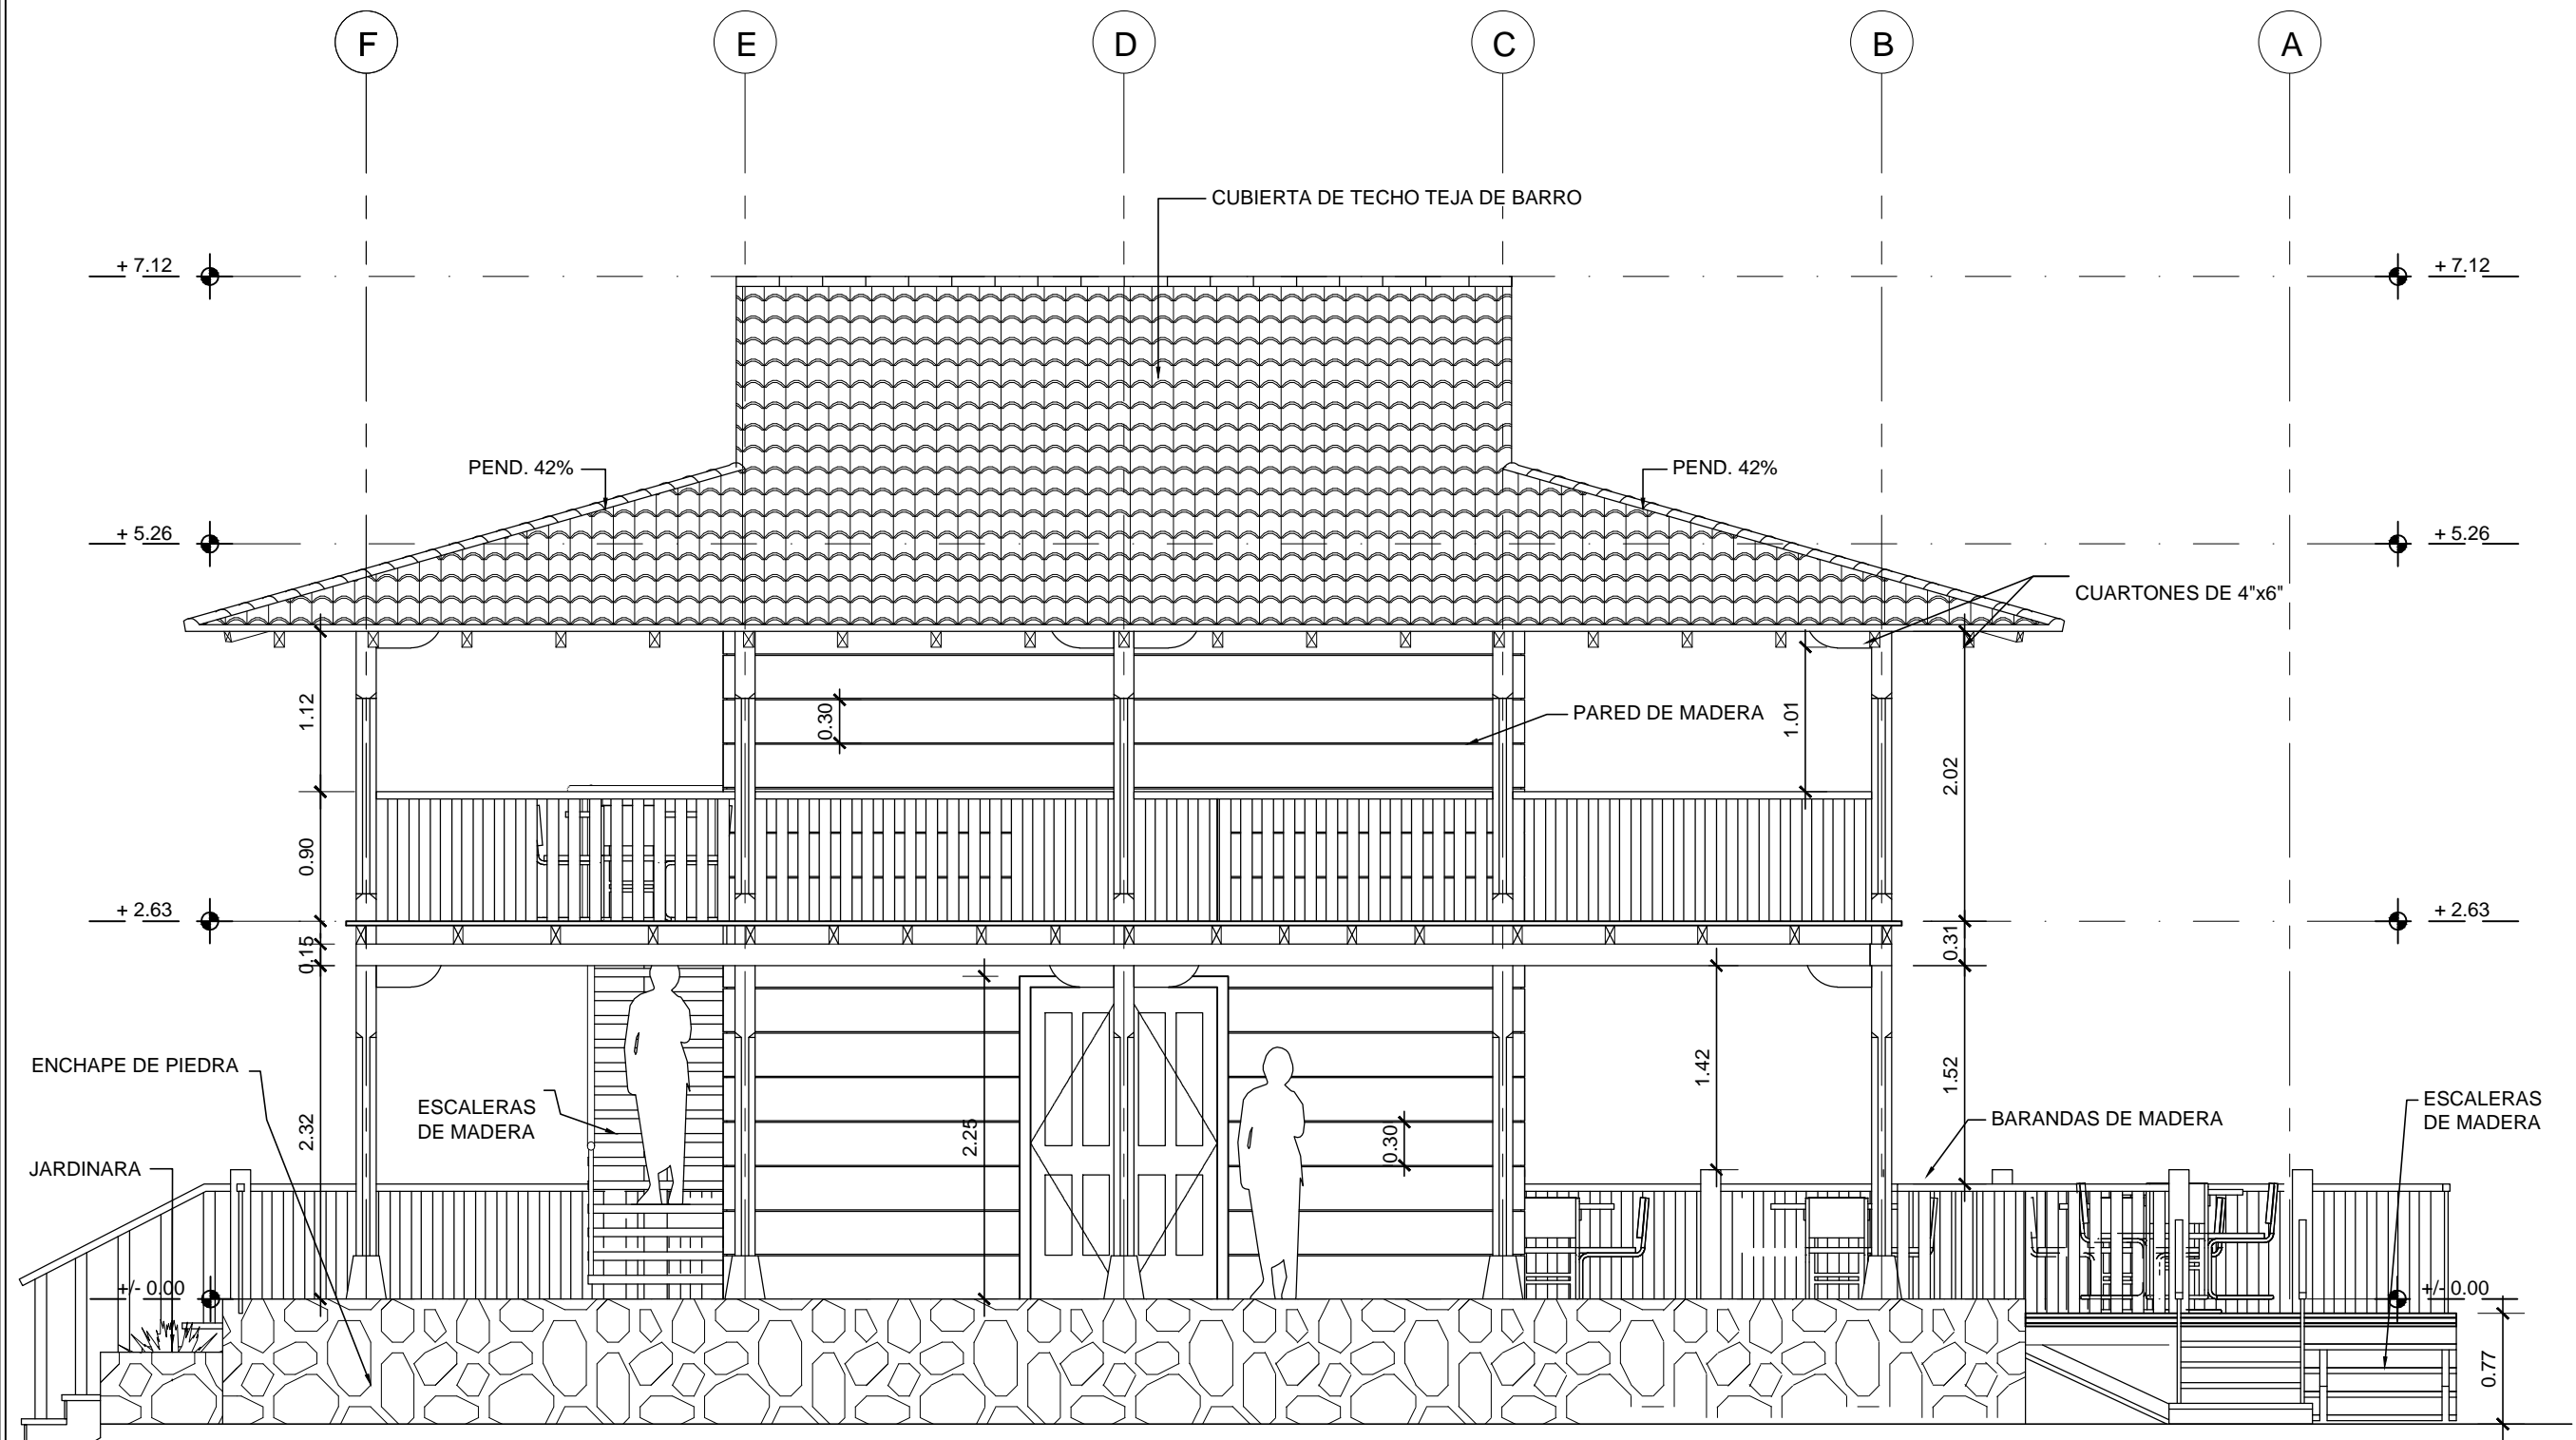 F E D C B A
CUBIERTA DE TECHO TEJA DE BARRO
+ 7.12
+ 7.12
PEND. 42%
PEND. 42%
+ 5.26
+ 5.26
CUARTONES DE 4"x6"
1.12
0.30
PARED DE MADERA
1.01
2.02
0.90
+ 2.63
+ 2.63
0.15
0.31
ENCHAPE DE PIEDRA
ESCALERAS
DE MADERA
2.32
2.25
0.30
1.42
1.52
BARANDAS DE MADERA
ESCALERAS
DE MADERA
JARDINARA
+/- 0.00
+/- 0.00
0.77